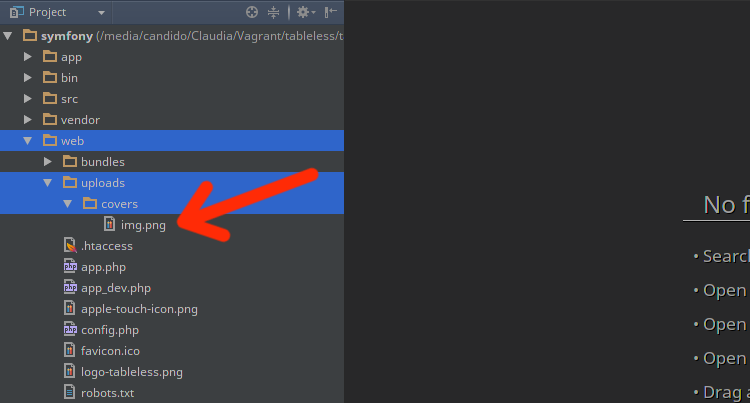 Project
symfony (/media/candido/Claudia/Vagrant/tableless/t
app
bin
src
vendor
web
bundles
uploads
covers
img.png
.htaccess
app.php
app_dev.php
apple-touch-icon.png
config.php
favicon.ico
logo-tableless.png
robots.txt
No f
• Search
• Open
• Open
• Open
• Drag a